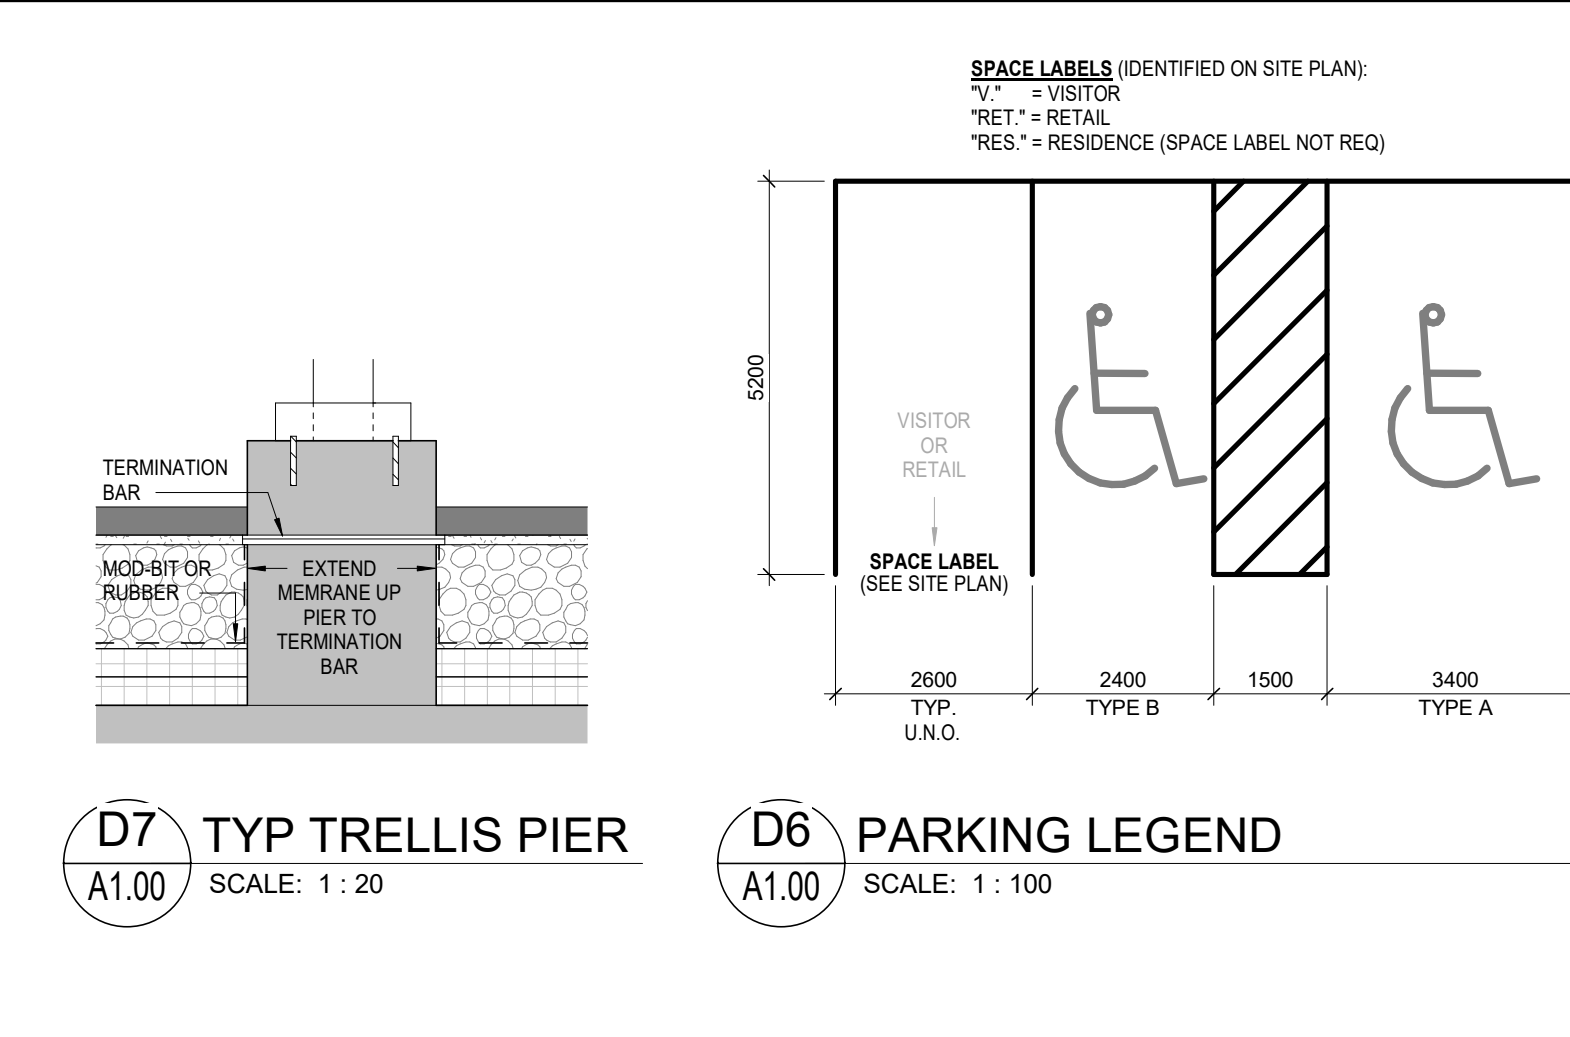 SPACE LABELS (IDENTIFIED ON SITE PLAN):
"V." = VISITOR
"RET." = RETAIL
"RES." = RESIDENCE (SPACE LABEL NOT REQ)
TERMINATION
BAR
MOD-BIT OR
RUBBER
EXTEND
MEMRANE UP
PIER TO
TERMINATION
BAR
5200
VISITOR
OR
RETAIL
SPACE LABEL
(SEE SITE PLAN)
2600
TYP.
U.N.O.
2400
TYPE B
1500
3400
TYPE A
D7
A1.00
TYP TRELLIS PIER
SCALE: 1 : 20
D6
A1.00
PARKING LEGEND
SCALE: 1 : 100